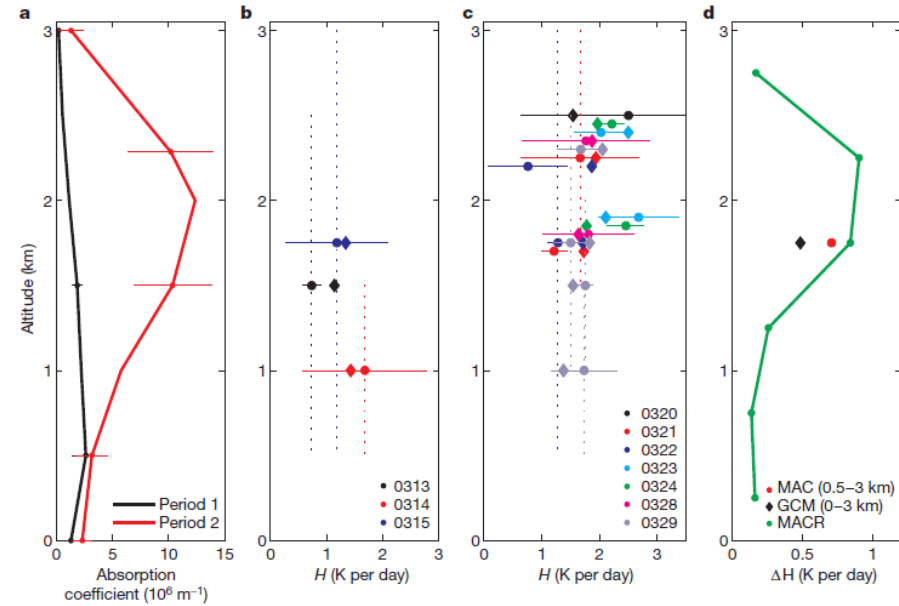 a
3
2
1
0
Altitude (km)
0
5
10
15
Absorption
coefficient (10⁶ m⁻¹)
Period 1
Period 2
b
3
2
1
0
0
1
2
3
H (K per day)
0313
0314
0315
c
3
2
1
0
0
1
2
3
H (K per day)
0320
0321
0322
0323
0324
0328
0329
d
3
2
1
0
0
0.5
1
ΔH (K per day)
MAC (0.5–3 km)
GCM (0–3 km)
MACR